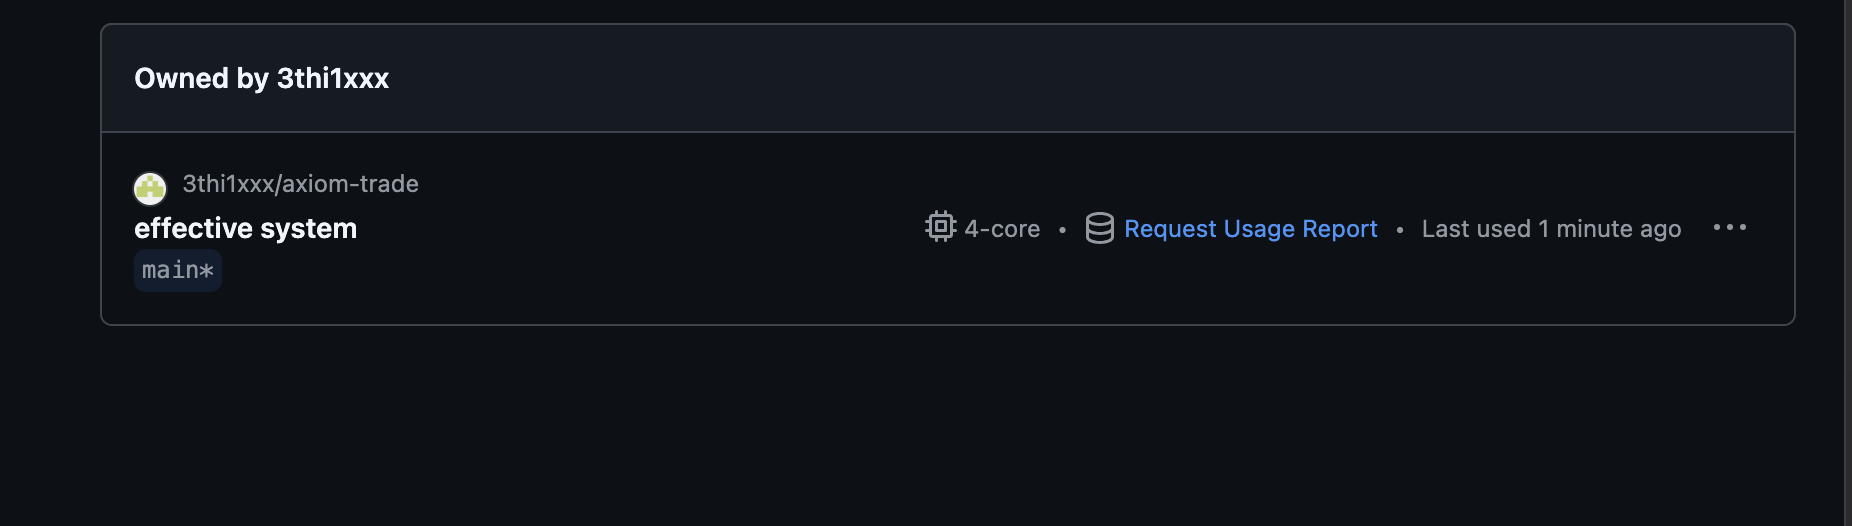 Owned by 3thi1xxx
3thi1xxx/axiom-trade
effective system
4-core • Request Usage Report • Last used 1 minute ago ···
main*